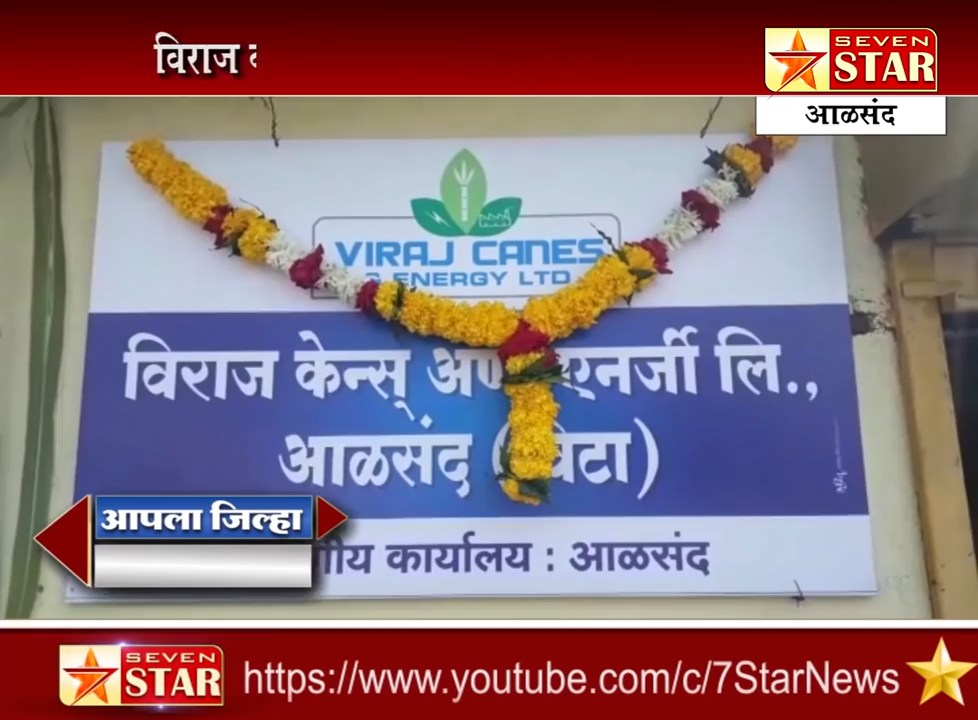 विराज
SEVEN
STAR
आळसंद
VIRAJ CANES
ENERGY LTD
विराज केन्स् एनर्जी लि.,
आळसंद (विटा)
आपला जिल्हा
कार्यालय : आळसंद
SEVEN
STAR
https://www.youtube.com/c/7StarNews